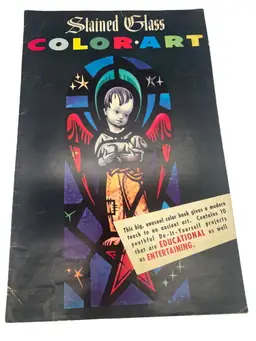 Stained Glass
COLOR·ART
This big, unusual color book gives a modern
touch to an ancient art. Contains 10
youthful Do-It-Yourself projects
that are EDUCATIONAL as well
as ENTERTAINING.